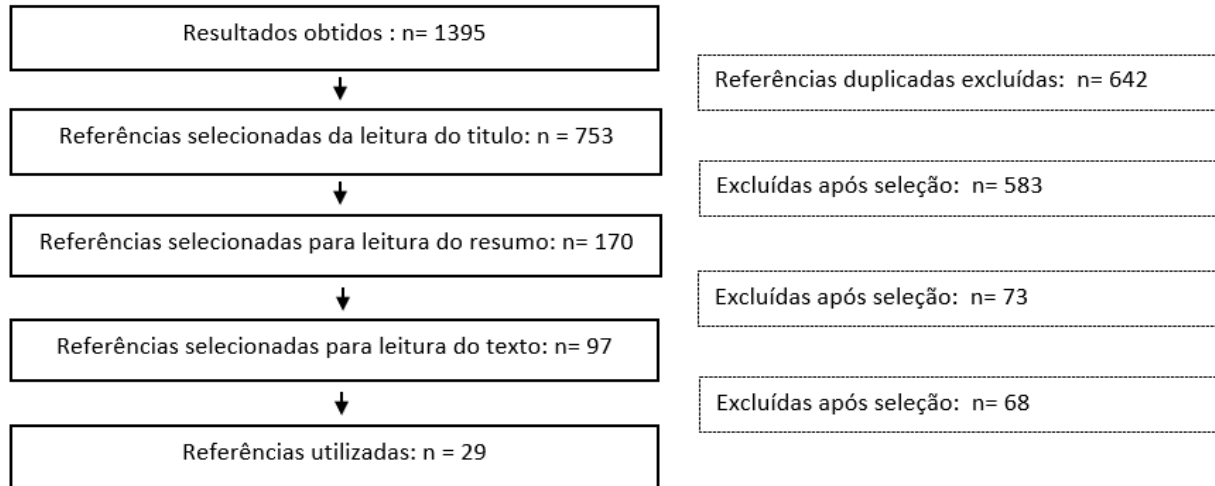 Resultados obtidos : n= 1395
Referências duplicadas excluídas: n= 642
Referências selecionadas da leitura do titulo: n = 753
Excluídas após seleção: n= 583
Referências selecionadas para leitura do resumo: n= 170
Excluídas após seleção: n= 73
Referências selecionadas para leitura do texto: n= 97
Excluídas após seleção: n= 68
Referências utilizadas: n = 29